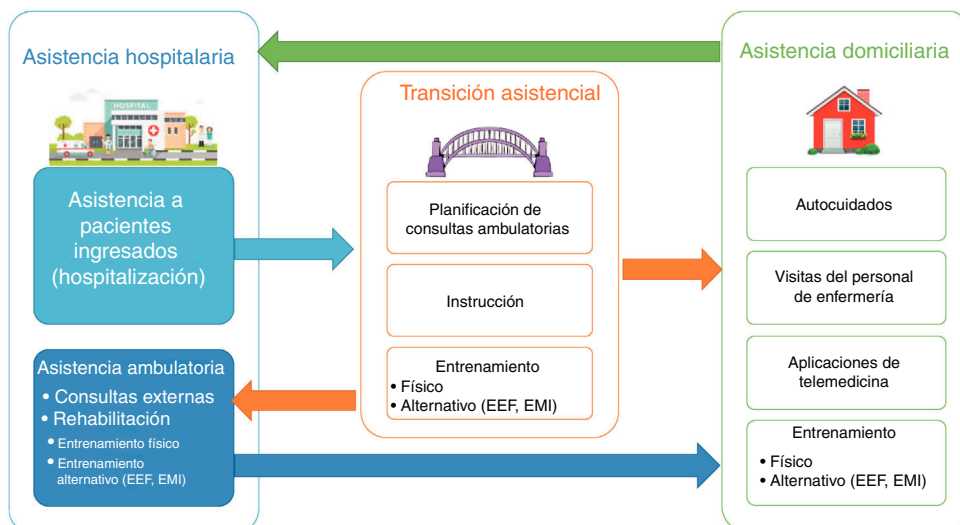 Asistencia hospitalaria
HOSPITAL
Asistencia a
pacientes
ingresados
(hospitalización)
Asistencia ambulatoria
• Consultas externas
• Rehabilitación
• Entrenamiento físico
• Entrenamiento
alternativo (EEF, EMI)
Transición asistencial
Planificación de
consultas ambulatorias
Instrucción
Entrenamiento
• Físico
• Alternativo (EEF, EMI)
Asistencia domiciliaria
Autocuidados
Visitas del personal
de enfermería
Aplicaciones de
telemedicina
Entrenamiento
• Físico
• Alternativo (EEF, EMI)